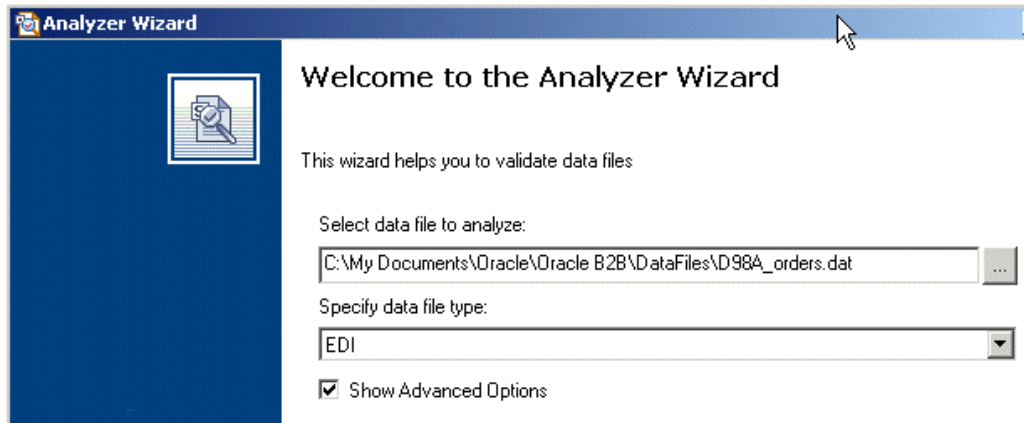 Analyzer Wizard
Welcome to the Analyzer Wizard
This wizard helps you to validate data files
Select data file to analyze:
C:\My Documents\Oracle\Oracle B2B\DataFiles\D98A_orders.dat
...
Specify data file type:
EDI
Show Advanced Options